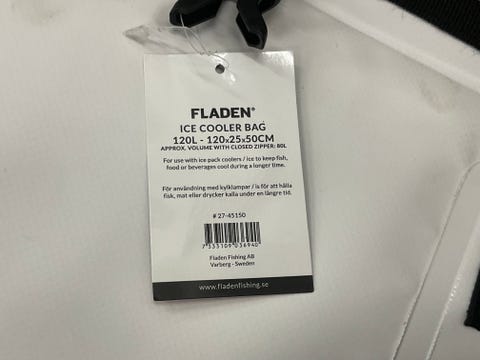 FLADEN®
ICE COOLER BAG
120L - 120x25x50CM
APPROX. VOLUME WITH CLOSED ZIPPER: 80L
For use with ice pack coolers / ice to keep fish,
food or beverages cool during a longer time.
För användning med kylklampar / is för att hålla
fisk, mat eller drycker kalla under en längre tid.
# 27-45150
7 333109 036940
Fladen Fishing AB
Varberg - Sweden
www.fladenfishing.se